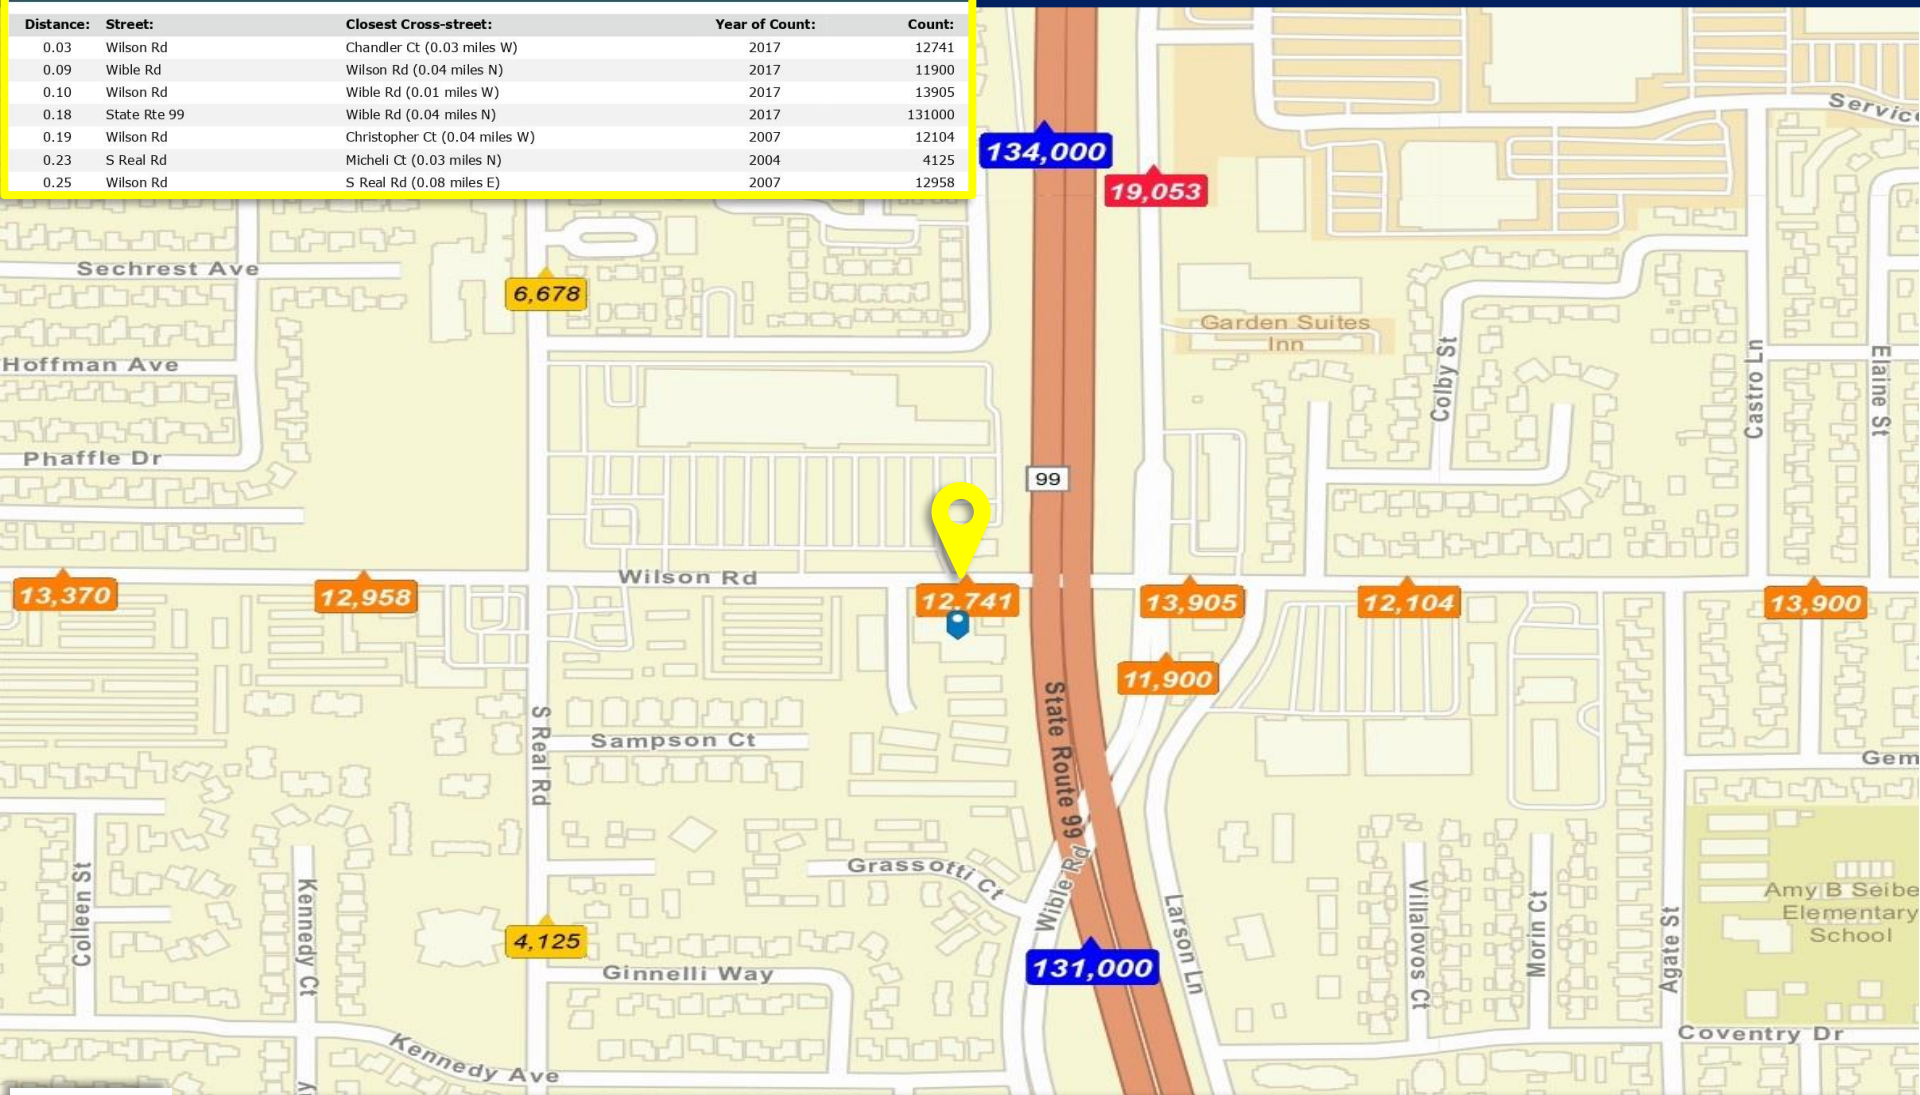 Distance: Street: Closest Cross-street: Year of Count: Count:
0.03 Wilson Rd Chandler Ct (0.03 miles W) 2017 12741
0.09 Wible Rd Wilson Rd (0.04 miles N) 2017 11900
0.10 Wilson Rd Wible Rd (0.01 miles W) 2017 13905
0.18 State Rte 99 Wible Rd (0.04 miles N) 2017 131000
0.19 Wilson Rd Christopher Ct (0.04 miles W) 2007 12104
0.23 S Real Rd Micheli Ct (0.03 miles N) 2004 4125
0.25 Wilson Rd S Real Rd (0.08 miles E) 2007 12958
Service
134,000
19,053
Sechrest Ave
6,678
Garden Suites
Inn
Hoffman Ave
Colby St
Castro Ln
Elaine St
Phaffle Dr
99
Wilson Rd
13,370
12,958
12,741
13,905
12,104
13,900
11,900
State Route 99
S Real Rd
Sampson Ct
Gem
Grassotti Ct
Wible Rd
Larson Ln
Colleen St
Kennedy Ct
Villalovos Ct
Morin Ct
Agate St
Amy B Seibe
Elementary
School
4,125
131,000
Ginnelli Way
Coventry Dr
Kennedy Ave